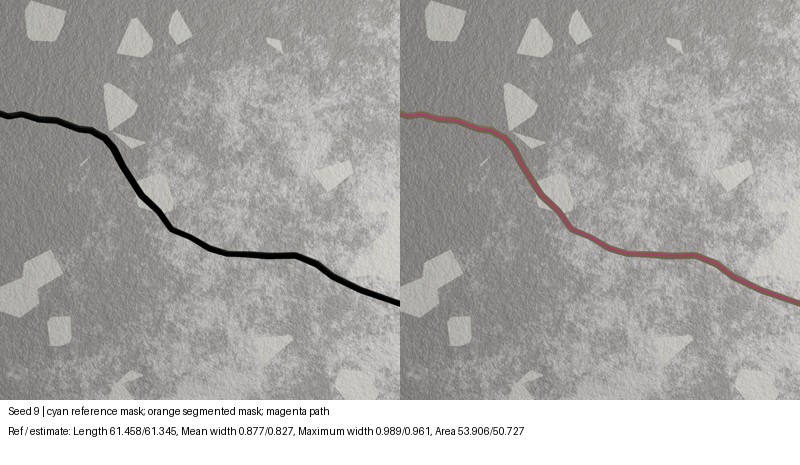 Seed 9 | cyan reference mask; orange segmented mask; magenta path
Ref / estimate: Length 61.458/61.345, Mean width 0.877/0.827, Maximum width 0.989/0.961, Area 53.906/50.727